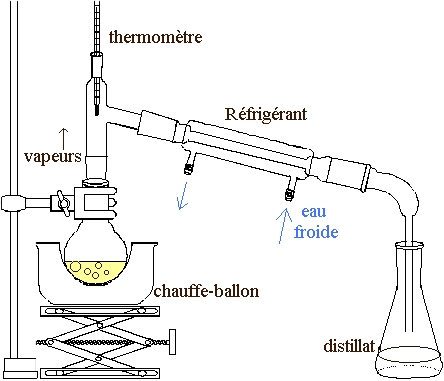 thermomètre
Réfrigérant
vapeurs
eau
froide
chauffe-ballon
distillat